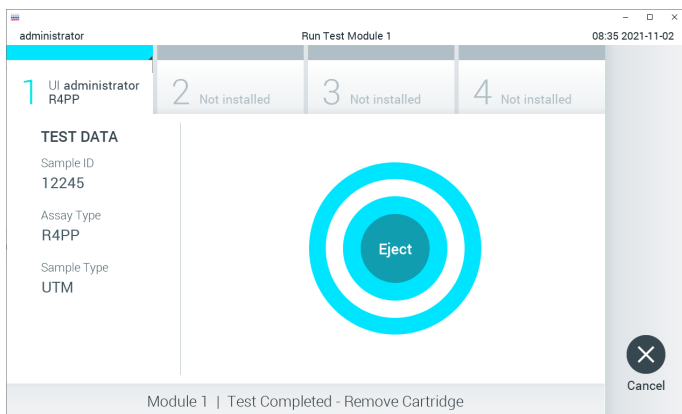 administrator Run Test Module 1 08:35 2021-11-02
1 UI administrator
R4PP
2 Not installed
3 Not installed
4 Not installed
TEST DATA
Sample ID
12245
Assay Type
R4PP
Sample Type
UTM
Eject
Cancel
Module 1 | Test Completed - Remove Cartridge